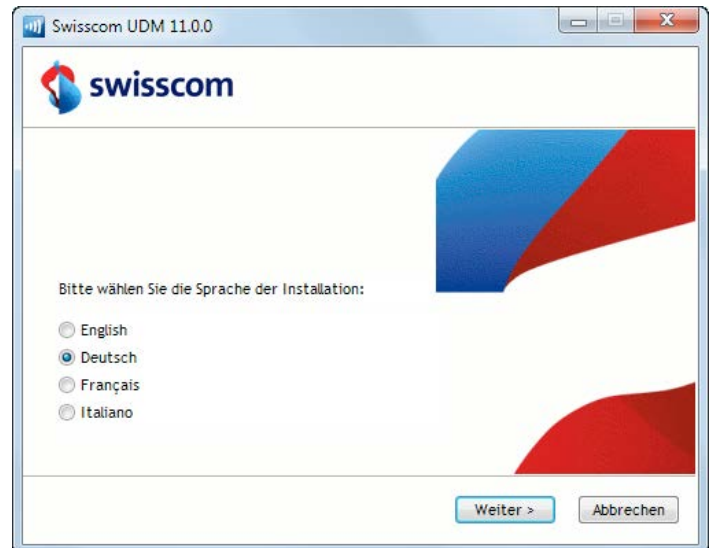 Swisscom UDM 11.0.0
swisscom
Bitte wählen Sie die Sprache der Installation:
English
Deutsch
Français
Italiano
Weiter >
Abbrechen